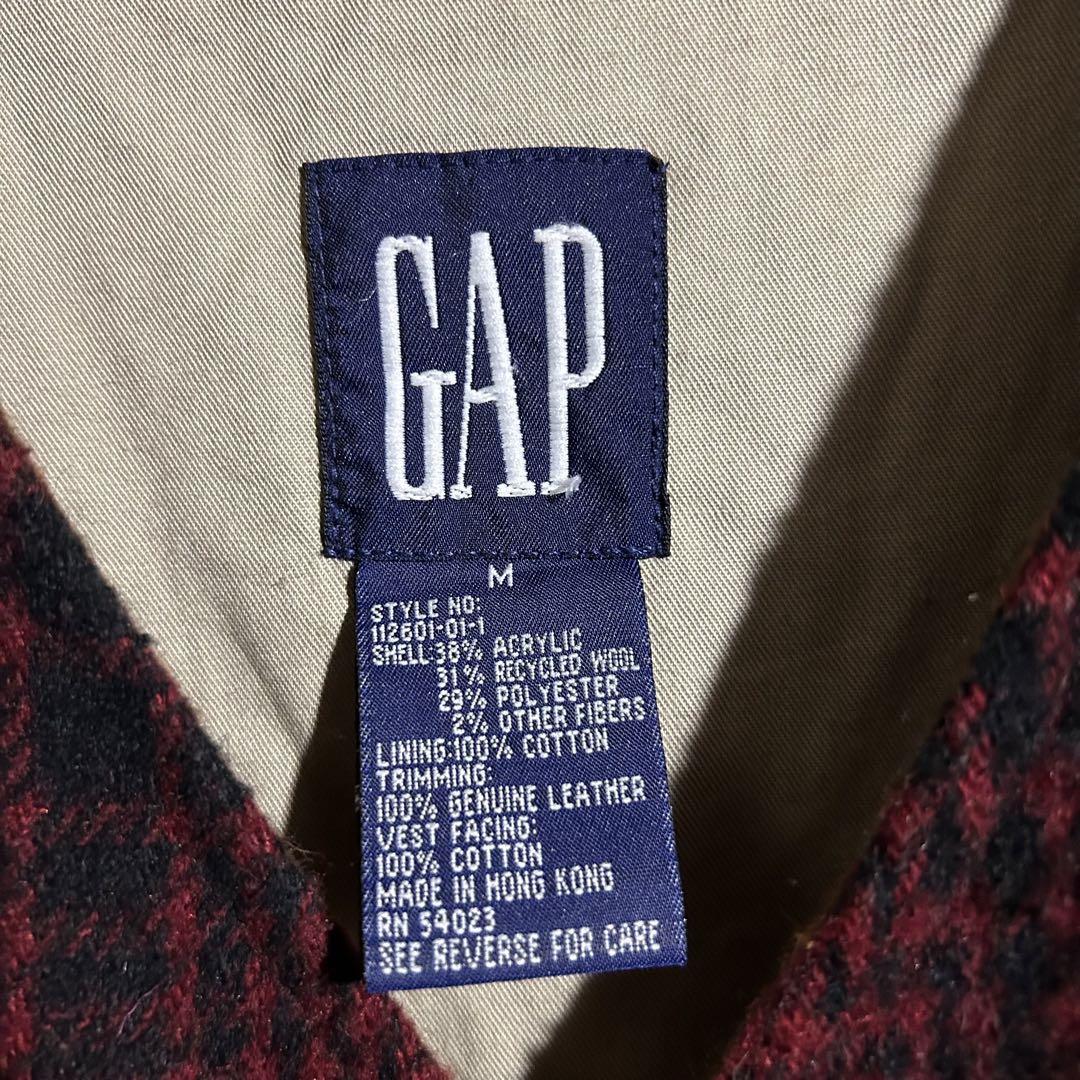 GAP
M
STYLE NO:
112601-01-1
SHELL:38% ACRYLIC
31% RECYCLED WOOL
29% POLYESTER
2% OTHER FIBERS
LINING:100% COTTON
TRIMMING:
100% GENUINE LEATHER
VEST FACING:
100% COTTON
MADE IN HONG KONG
RN 54023
SEE REVERSE FOR CARE